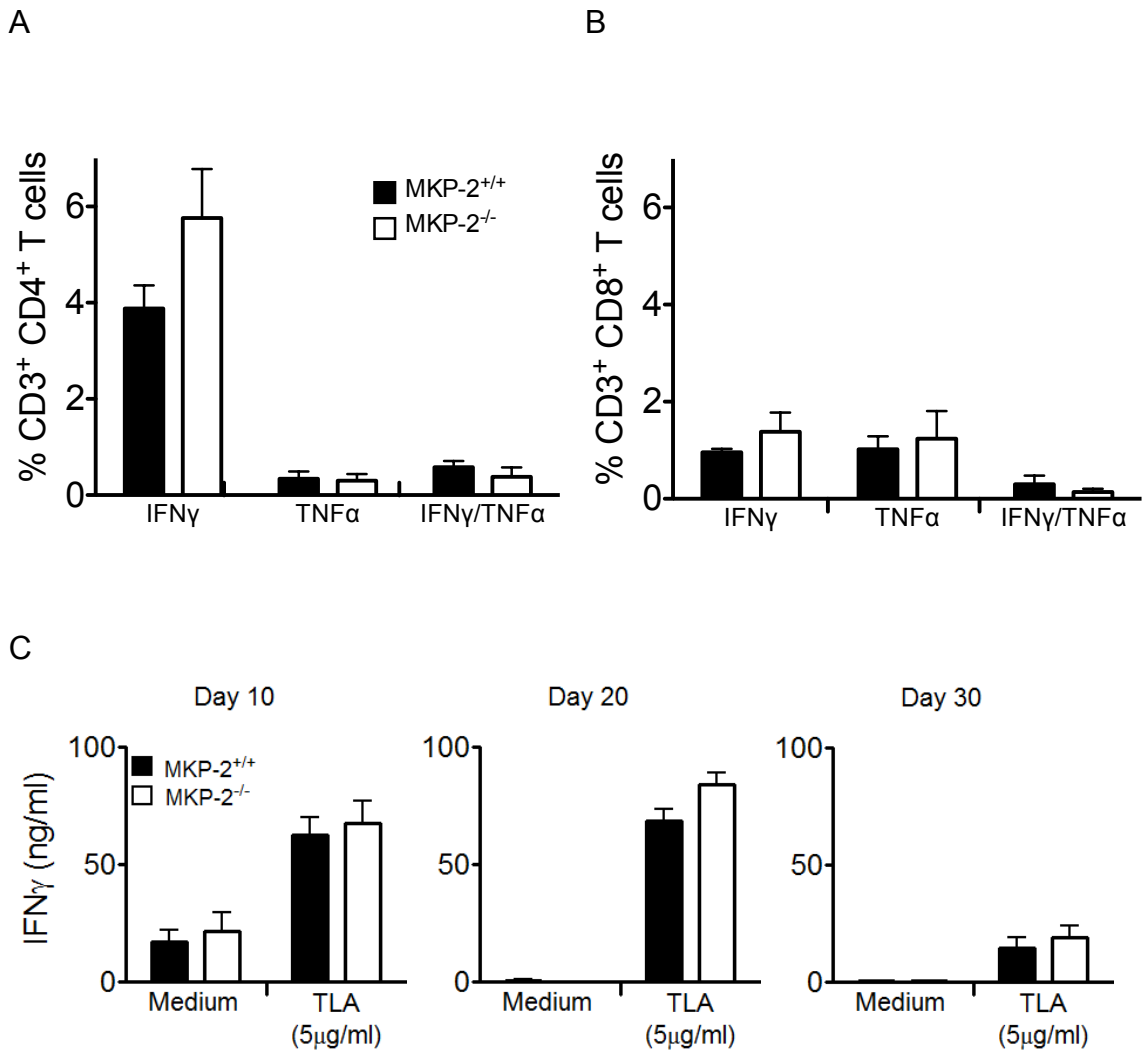 A
B
% CD3⁺ CD4⁺ T cells
6
4
2
0
MKP-2⁺/⁺
MKP-2⁻/⁻
IFNγ TNFα IFNγ/TNFα
% CD3⁺ CD8⁺ T cells
6
4
2
0
IFNγ TNFα IFNγ/TNFα
C
Day 10
Day 20
Day 30
IFNγ (ng/ml)
100
50
0
MKP-2⁺/⁺
MKP-2⁻/⁻
Medium TLA
(5μg/ml)
100
50
0
Medium TLA
(5μg/ml)
100
50
0
Medium TLA
(5μg/ml)